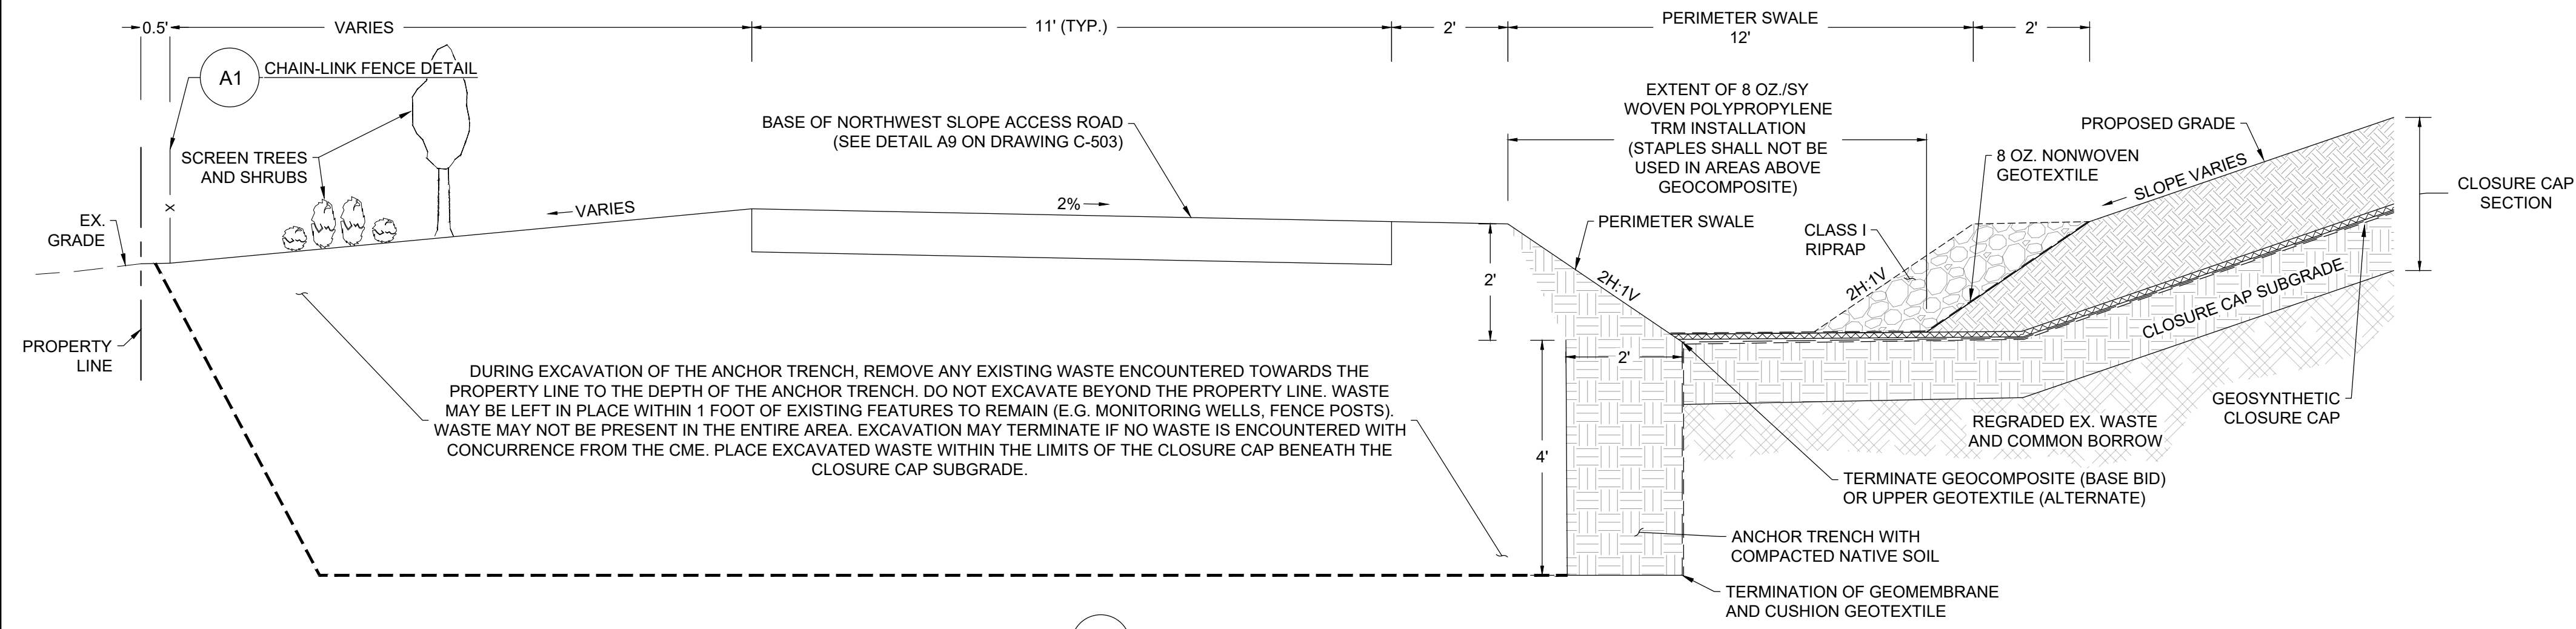 0.5'
VARIES
11' (TYP.)
2'
PERIMETER SWALE
12'
2'
A1
CHAIN-LINK FENCE DETAIL
SCREEN TREES
AND SHRUBS
X
EX.
GRADE
PROPERTY
LINE
VARIES
BASE OF NORTHWEST SLOPE ACCESS ROAD
(SEE DETAIL A9 ON DRAWING C-503)
2%
EXTENT OF 8 OZ./SY
WOVEN POLYPROPYLENE
TRM INSTALLATION
(STAPLES SHALL NOT BE
USED IN AREAS ABOVE
GEOCOMPOSITE)
PERIMETER SWALE
2H:1V
2'
CLASS I
RIPRAP
2H:1V
8 OZ. NONWOVEN
GEOTEXTILE
PROPOSED GRADE
SLOPE VARIES
CLOSURE CAP
SECTION
CLOSURE CAP SUBGRADE
GEOSYNTHETIC
CLOSURE CAP
REGRADED EX. WASTE
AND COMMON BORROW
2'
4'
DURING EXCAVATION OF THE ANCHOR TRENCH, REMOVE ANY EXISTING WASTE ENCOUNTERED TOWARDS THE
PROPERTY LINE TO THE DEPTH OF THE ANCHOR TRENCH. DO NOT EXCAVATE BEYOND THE PROPERTY LINE. WASTE
MAY BE LEFT IN PLACE WITHIN 1 FOOT OF EXISTING FEATURES TO REMAIN (E.G. MONITORING WELLS, FENCE POSTS).
WASTE MAY NOT BE PRESENT IN THE ENTIRE AREA. EXCAVATION MAY TERMINATE IF NO WASTE IS ENCOUNTERED WITH
CONCURRENCE FROM THE CME. PLACE EXCAVATED WASTE WITHIN THE LIMITS OF THE CLOSURE CAP BENEATH THE
CLOSURE CAP SUBGRADE.
TERMINATE GEOCOMPOSITE (BASE BID)
OR UPPER GEOTEXTILE (ALTERNATE)
ANCHOR TRENCH WITH
COMPACTED NATIVE SOIL
TERMINATION OF GEOMEMBRANE
AND CUSHION GEOTEXTILE